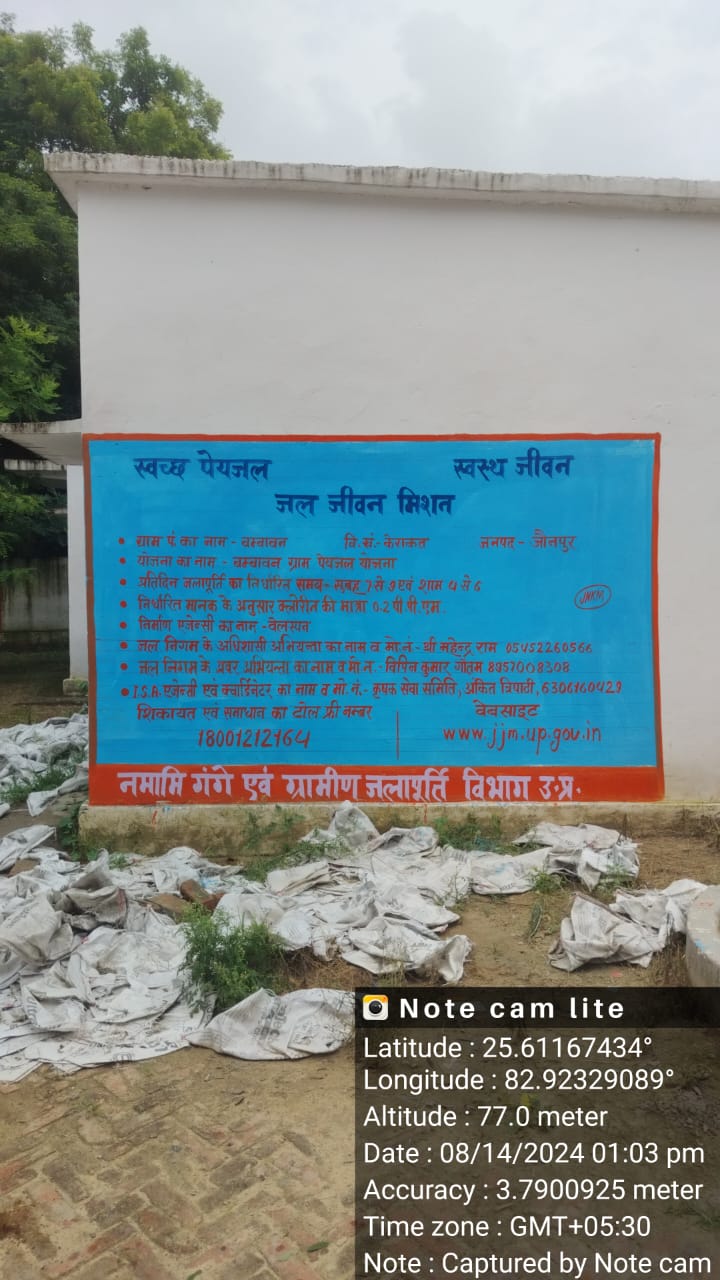 स्वच्छ पेयजल स्वस्थ जीवन
जल जीवन मिशन
• ग्राम पं. का नाम - बम्बावन वि.सं.- केराकत जनपद - जौनपुर
• योजना का नाम - बम्बावन ग्राम पेयजल योजना
• प्रतिदिन जलापूर्ति का निर्धारित समय - सुबह 7 से 9 एवं शाम 4 से 6
• निर्धारित मानक के अनुसार क्लोरीन की मात्रा 0.2 पी.पी.एम.
JNKM
• निर्माण एजेन्सी का नाम - वेलस्पन
• जल निगम के अधिशासी अभियन्ता का नाम व मो.नं- श्री महेन्द्र राम 05452260566
• जल निगम के अवर अभियन्ता का नाम व मो.न.- विपिन कुमार गौतम 8957008308
• I.S.A. एजेन्सी एवं क्वार्डिनेटर का नाम व मो. नं.- कृषक सेवा समिति, अंकित त्रिपाठी, 6306160429
शिकायत एवं समाधान का टोल फ्री नम्बर वेबसाइट
18001212164 www.jjm.up.gov.in
नमामि गंगे एवं ग्रामीण जलापूर्ति विभाग उ.प्र.
Note cam lite
Latitude : 25.61167434°
Longitude : 82.92329089°
Altitude : 77.0 meter
Date : 08/14/2024 01:03 pm
Accuracy : 3.7900925 meter
Time zone : GMT+05:30
Note : Captured by Note cam